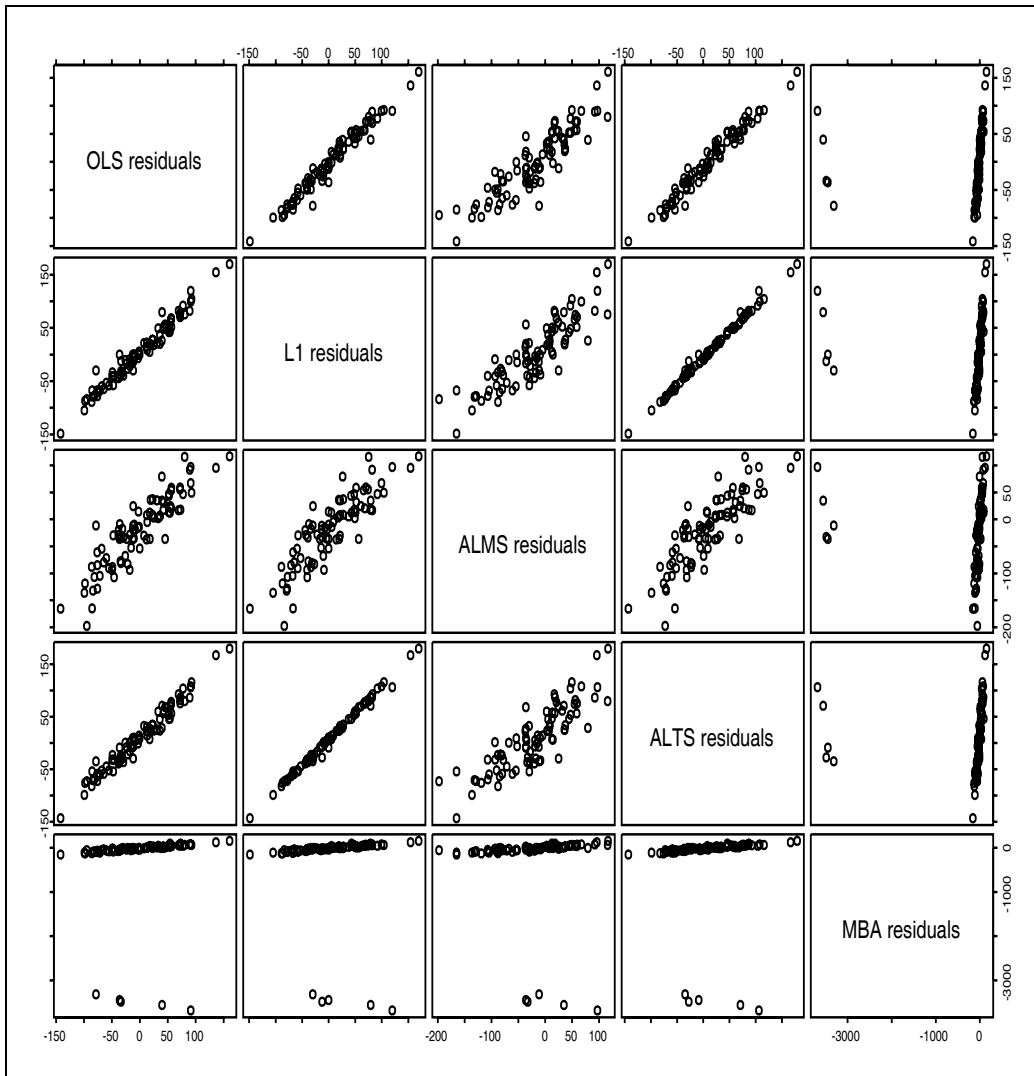 -150 -50 0 50 100
-150 -50 0 50 100
OLS residuals
-150 -50 50 150
150 50 -50 -150
L1 residuals
ALMS residuals
50 0 -100 -200
150 50 -50 -150
ALTS residuals
MBA residuals
0 -1000 -3000
-150 -50 0 50 100
-200 -100 -50 0 50 100
-3000 -1000 0